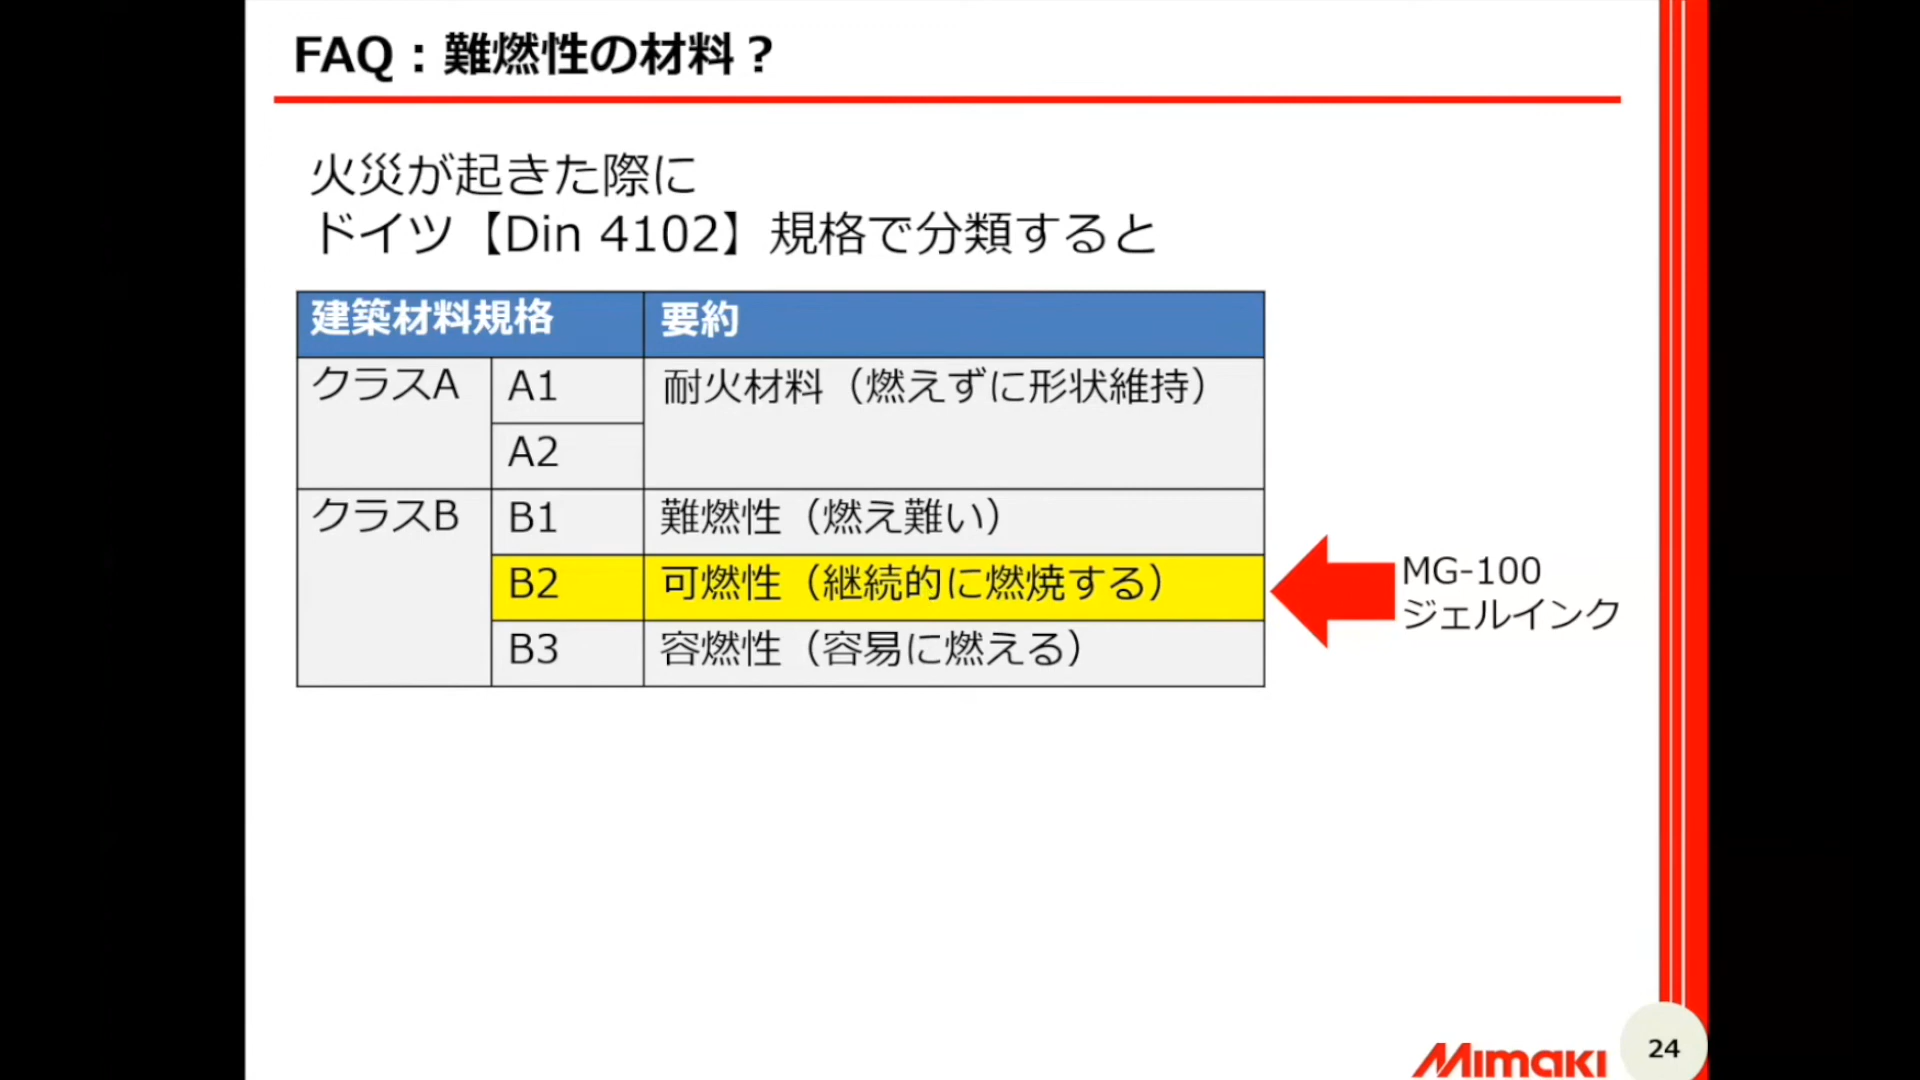 FAQ：難燃性の材料？
火災が起きた際に
ドイツ【Din 4102】規格で分類すると
建築材料規格 要約
クラスA A1 耐火材料（燃えずに形状維持）
A2
クラスB B1 難燃性（燃え難い）
B2 可燃性（継続的に燃焼する）
B3 容燃性（容易に燃える）
MG-100
ジェルインク
Mimaki
24